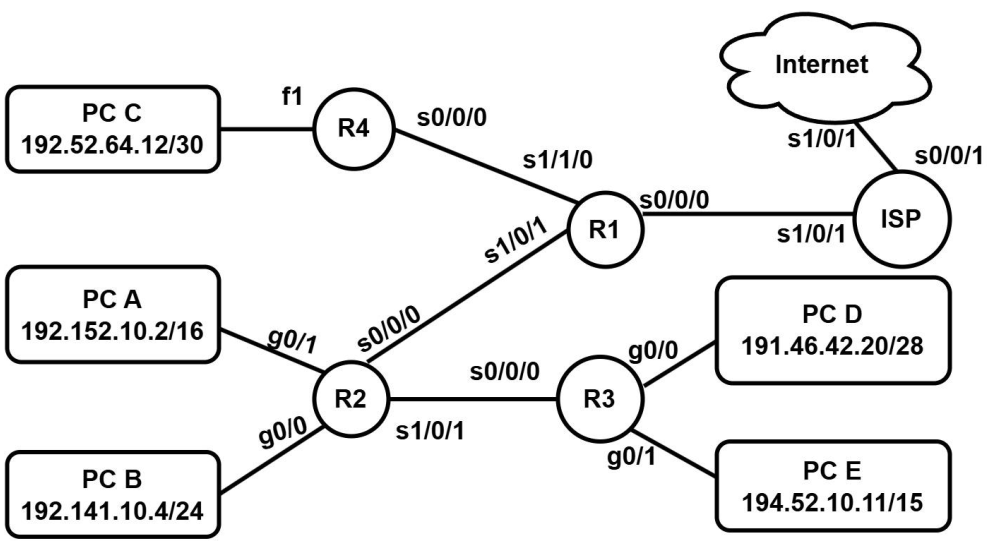 Internet
s1/0/1
s0/0/1
f1
PC C
192.52.64.12/30
R4
s0/0/0
s1/1/0
s0/0/0
ISP
R1
s1/0/1
s1/0/1
PC A
192.152.10.2/16
g0/1
s0/0/0
PC D
191.46.42.20/28
g0/0
s0/0/0
R2
R3
s1/0/1
g0/0
g0/1
PC B
192.141.10.4/24
PC E
194.52.10.11/15